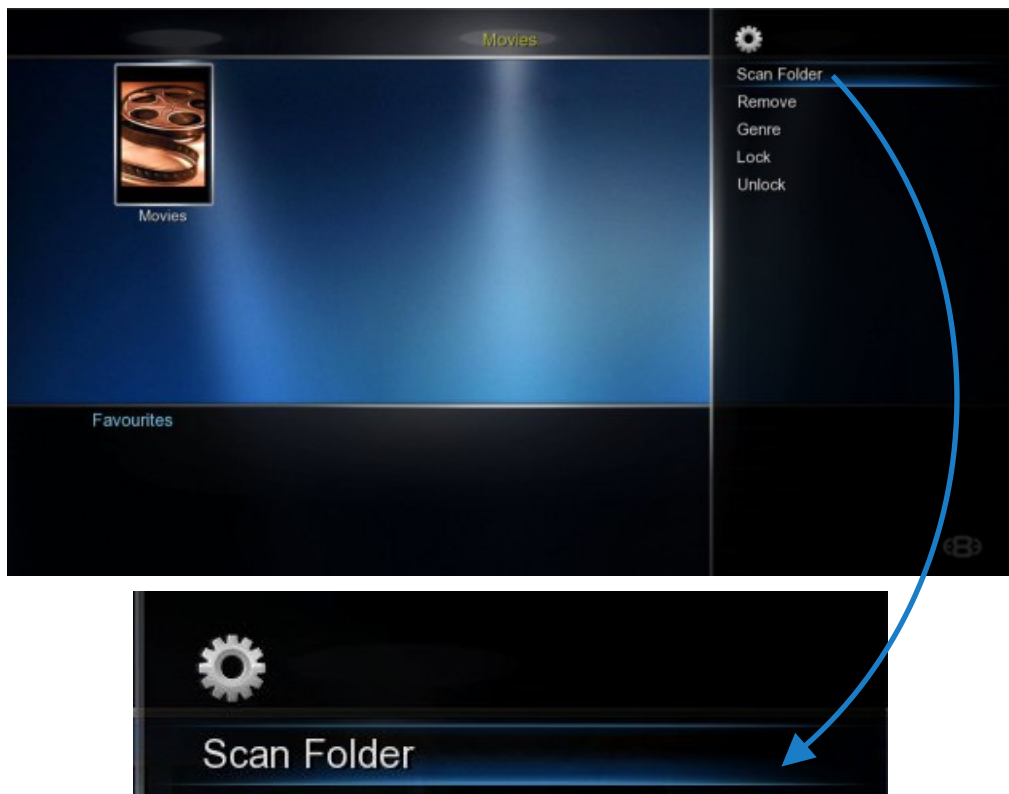 Movies
Scan Folder
Remove
Genre
Lock
Unlock
Movies
Favourites
Scan Folder